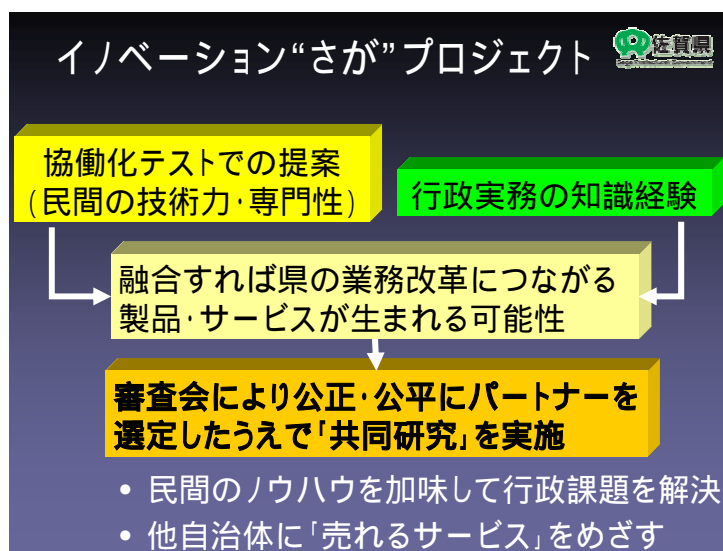 イノベーション“さが”プロジェクト
佐賀県
Saga Prefectural Government
協働化テストでの提案
(民間の技術力･専門性)
行政実務の知識経験
融合すれば県の業務改革につながる
製品･サービスが生まれる可能性
審査会により公正･公平にパートナーを
選定したうえで｢共同研究｣を実施
• 民間のノウハウを加味して行政課題を解決
• 他自治体に｢売れるサービス｣をめざす